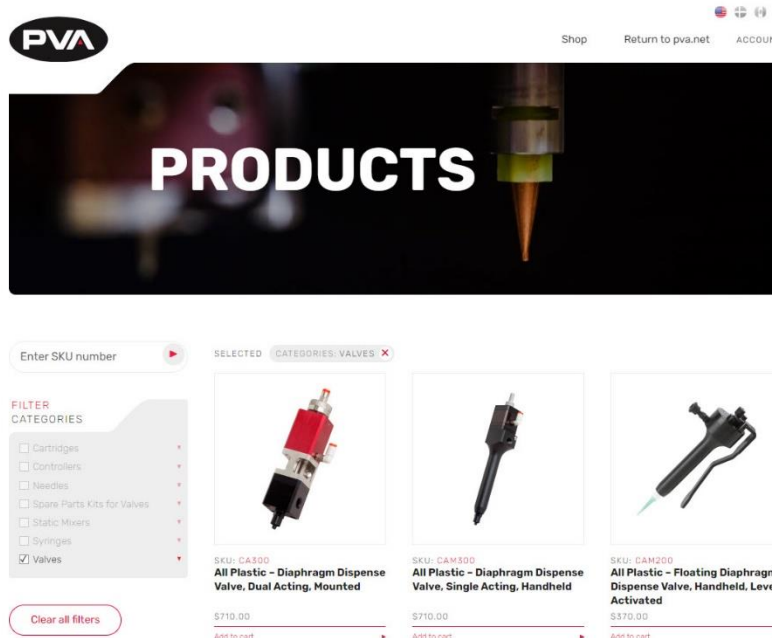 PVA
Shop
Return to pva.net
ACCOUN
PRODUCTS
Enter SKU number
SELECTED CATEGORIES: VALVES X
FILTER
CATEGORIES
Cartridges
Controllers
Needles
Spare Parts Kits for Valves
Static Mixers
Syringes
Valves
Clear all filters
SKU: CA300
All Plastic – Diaphragm Dispense
Valve, Dual Acting, Mounted
$710.00
Add to cart
SKU: CAM300
All Plastic – Diaphragm Dispense
Valve, Single Acting, Handheld
$710.00
Add to cart
SKU: CAM200
All Plastic – Floating Diaphragm
Dispense Valve, Handheld, Leve
Activated
$370.00
Add to cart